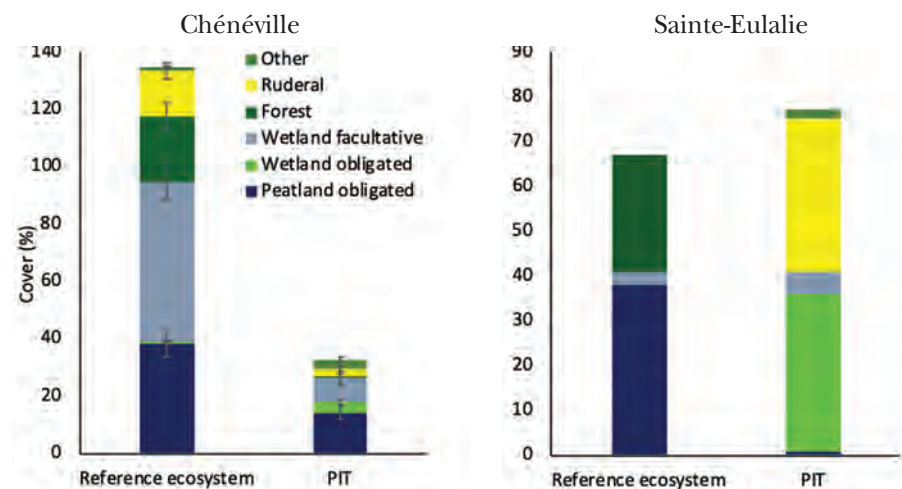 Chénéville
Sainte-Eulalie
140
120
100
80
60
40
20
0
Cover (%)
Other
Ruderal
Forest
Wetland facultative
Wetland obligated
Peatland obligated
Reference ecosystem
PIT
90
80
70
60
50
40
30
20
10
0
Reference ecosystem
PIT